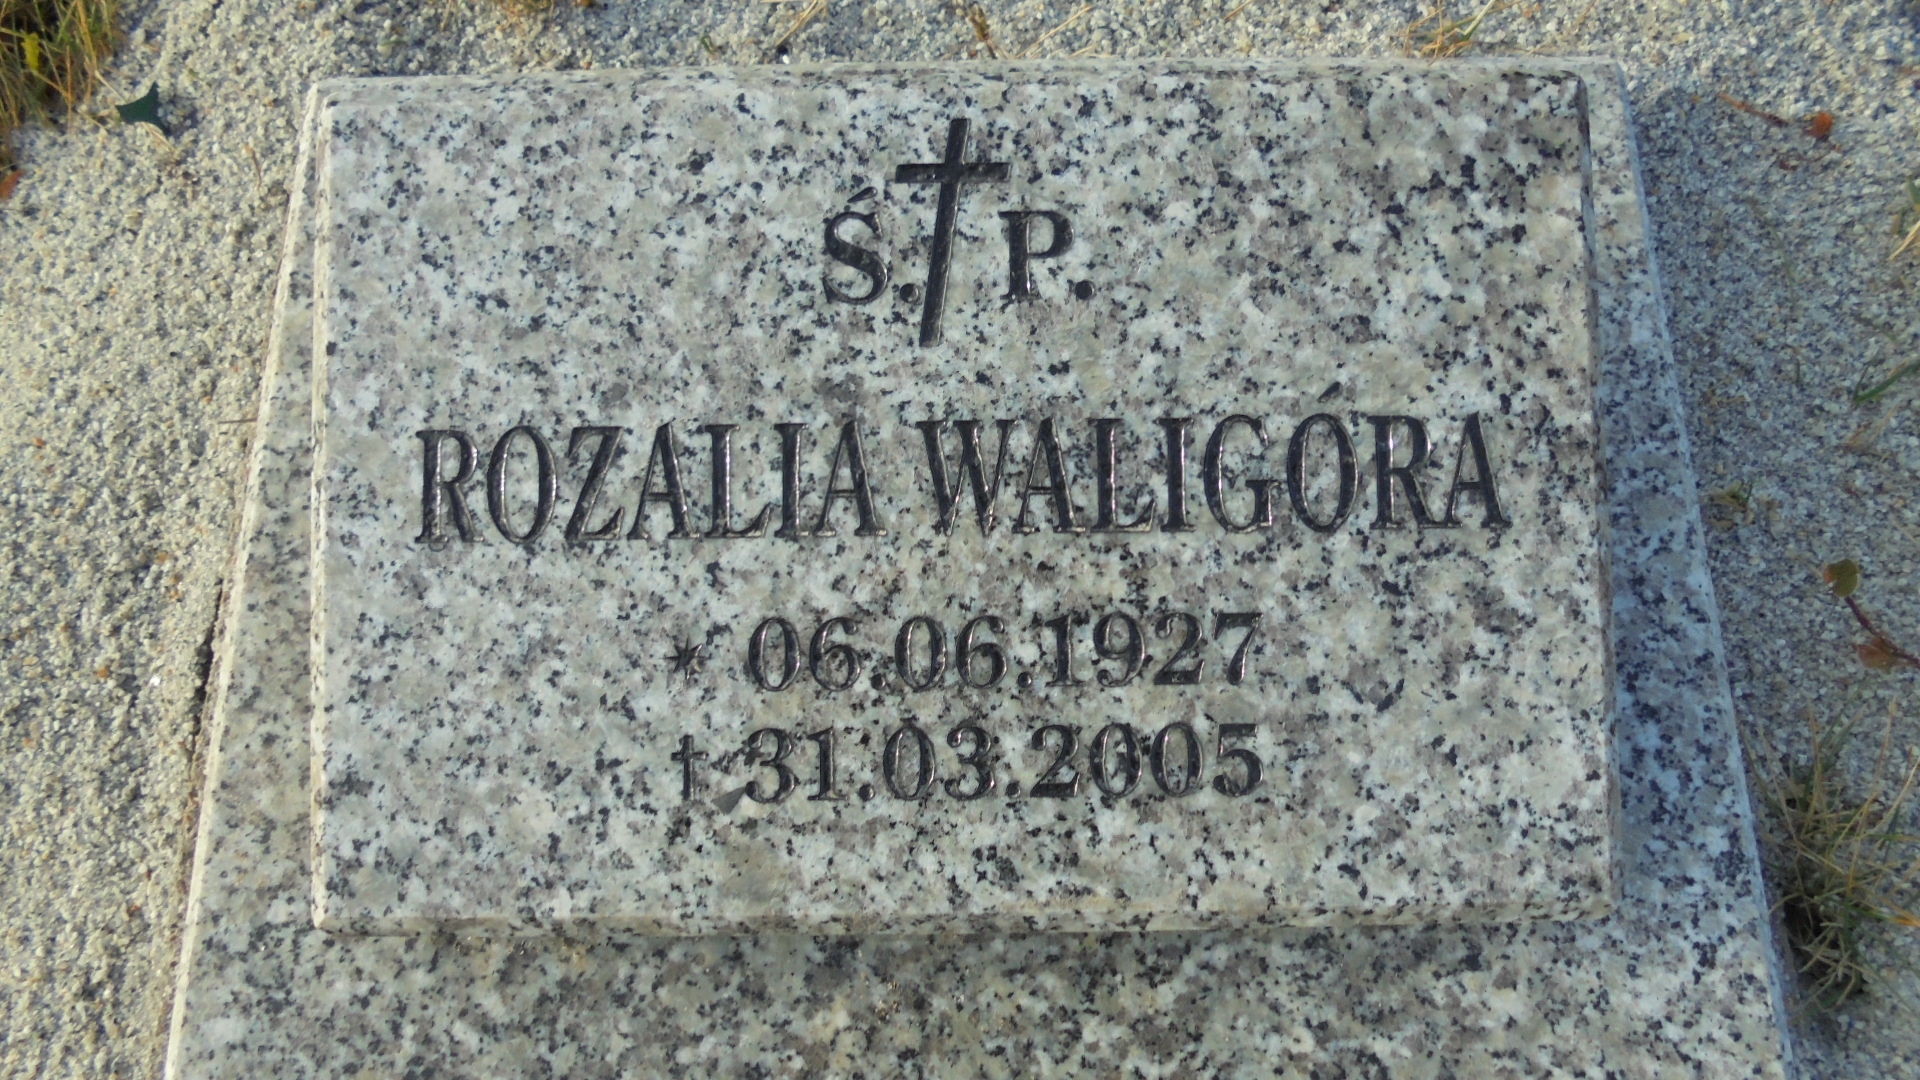 Ś. P.
ROZALIA WALIGÓRA
* 06.06.1927
† 31.03.2005